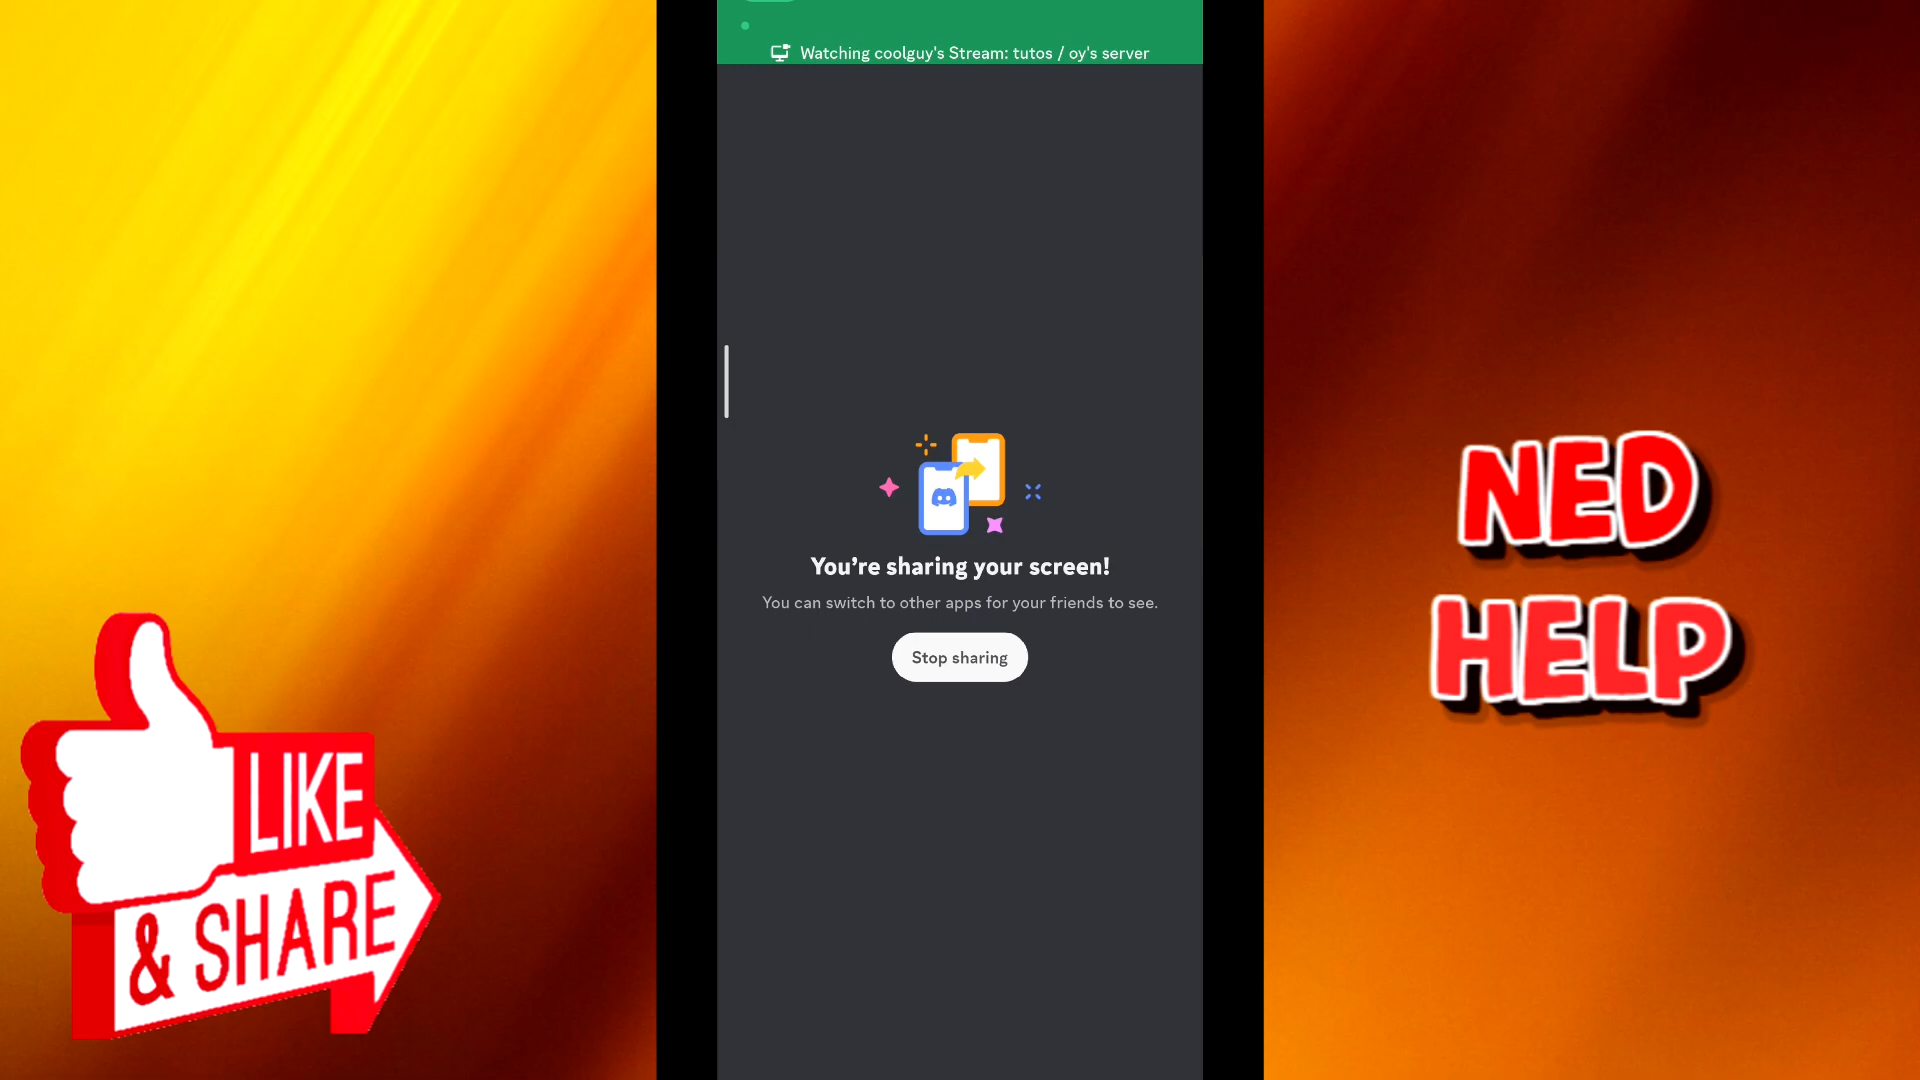 Watching coolguy's Stream: tutos / oy's server
You’re sharing your screen!
You can switch to other apps for your friends to see.
Stop sharing
NED
HELP
LIKE
& SHARE